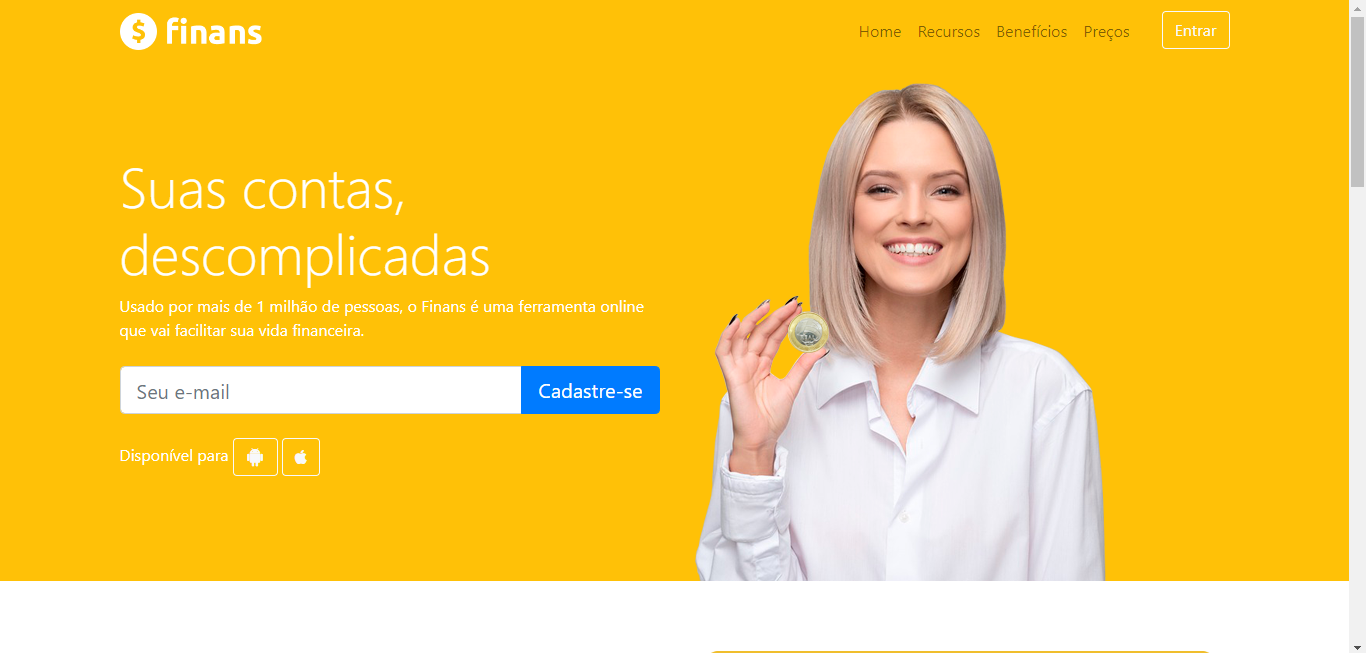 finans
Home Recursos Benefícios Preços Entrar
Suas contas,
descomplicadas
Usado por mais de 1 milhão de pessoas, o Finans é uma ferramenta online
que vai facilitar sua vida financeira.
Seu e-mail Cadastre-se
Disponível para